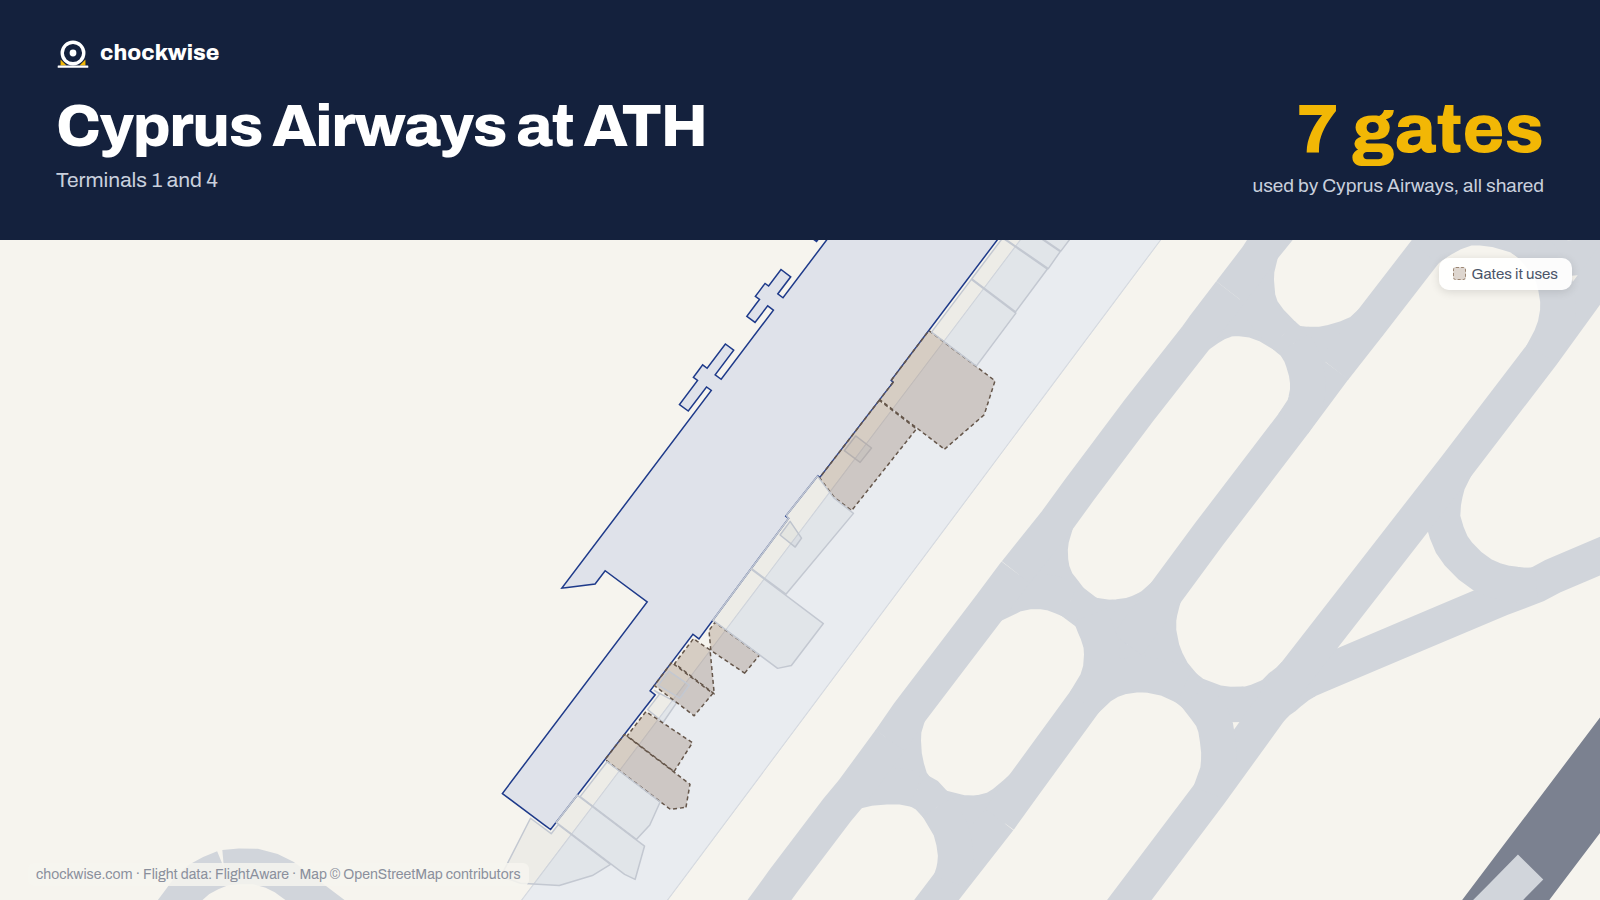 chockwise
Cyprus Airways at ATH
Terminals 1 and 4
7 gates
used by Cyprus Airways, all shared
Gates it uses
chockwise.com · Flight data: FlightAware · Map © OpenStreetMap contributors